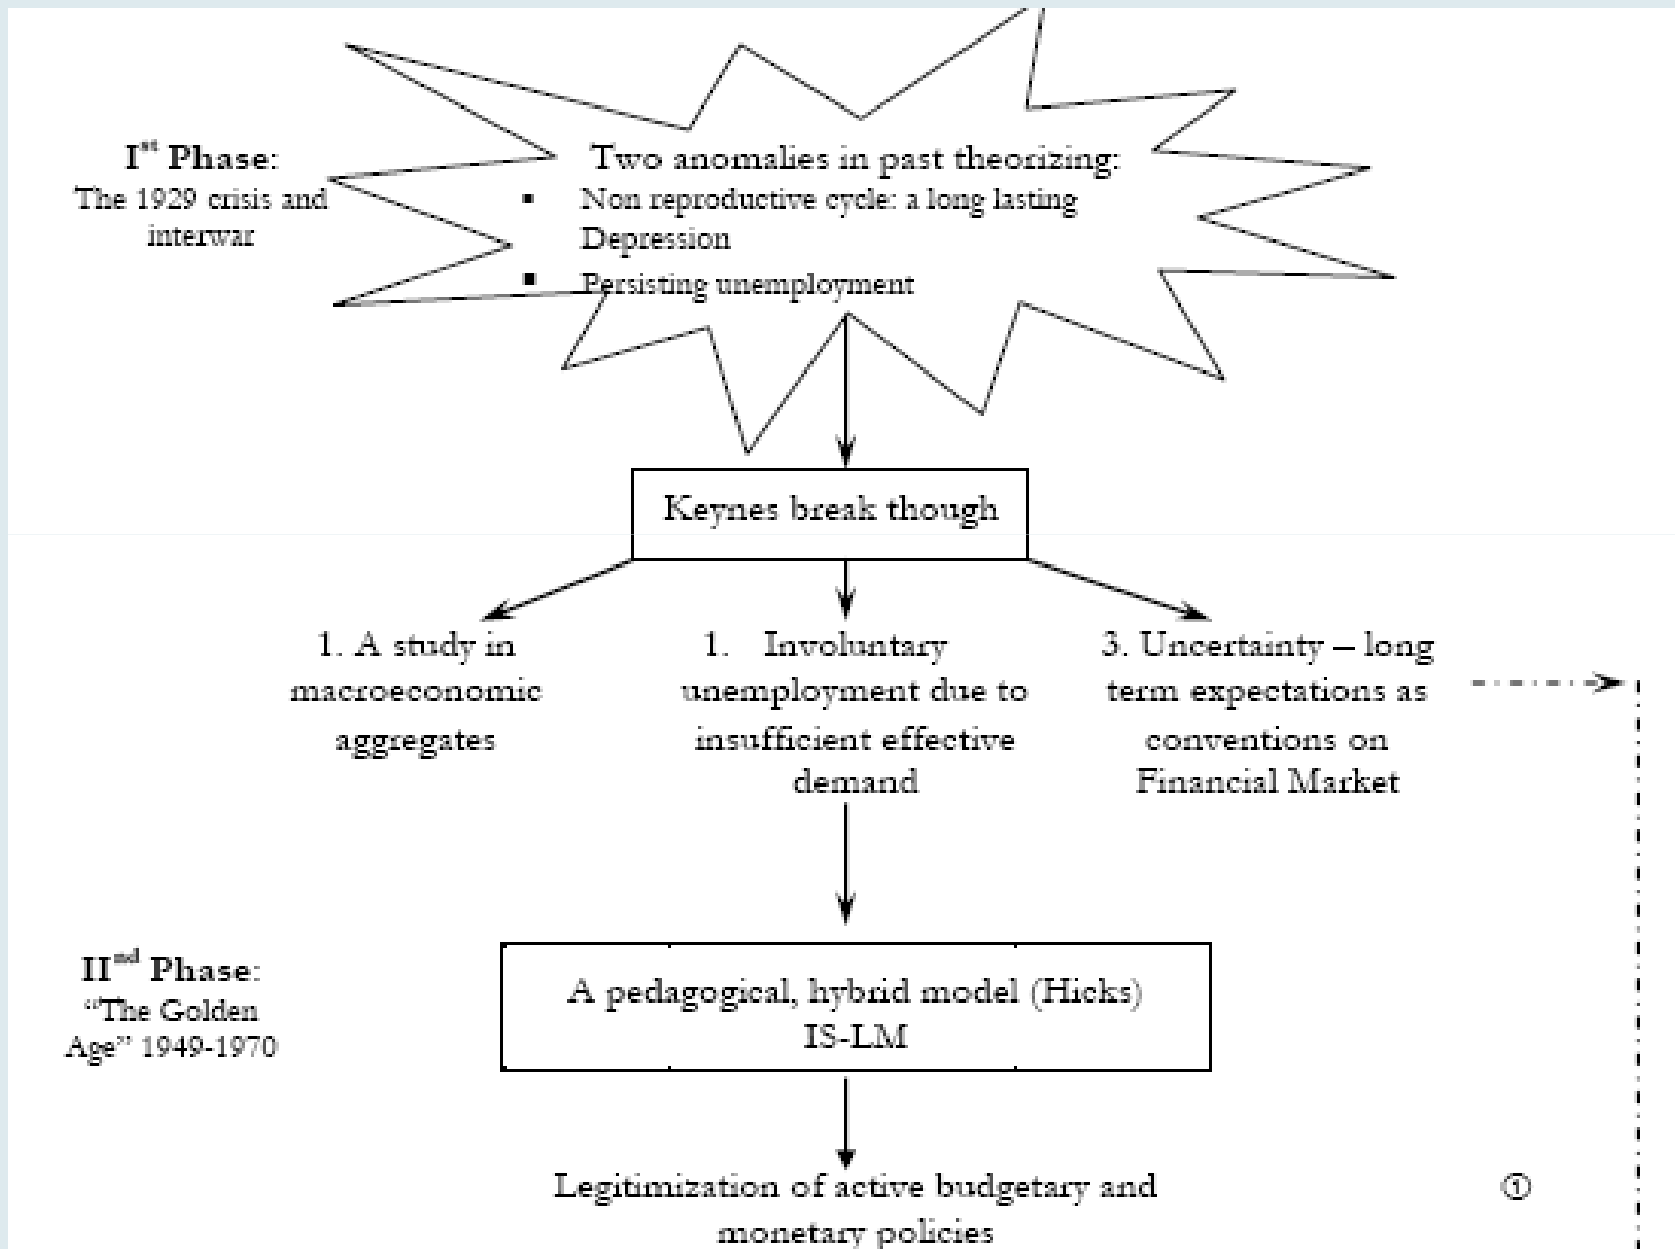 Iˢᵗ Phase:
The 1929 crisis and
interwar
Two anomalies in past theorizing:
▪ Non reproductive cycle: a long lasting
Depression
▪ Persisting unemployment
Keynes break though
1. A study in
macroeconomic
aggregates
1. Involuntary
unemployment due to
insufficient effective
demand
3. Uncertainty – long
term expectations as
conventions on
Financial Market
IIⁿᵈ Phase:
“The Golden
Age” 1949-1970
A pedagogical, hybrid model (Hicks)
IS-LM
Legitimization of active budgetary and
monetary policies
①